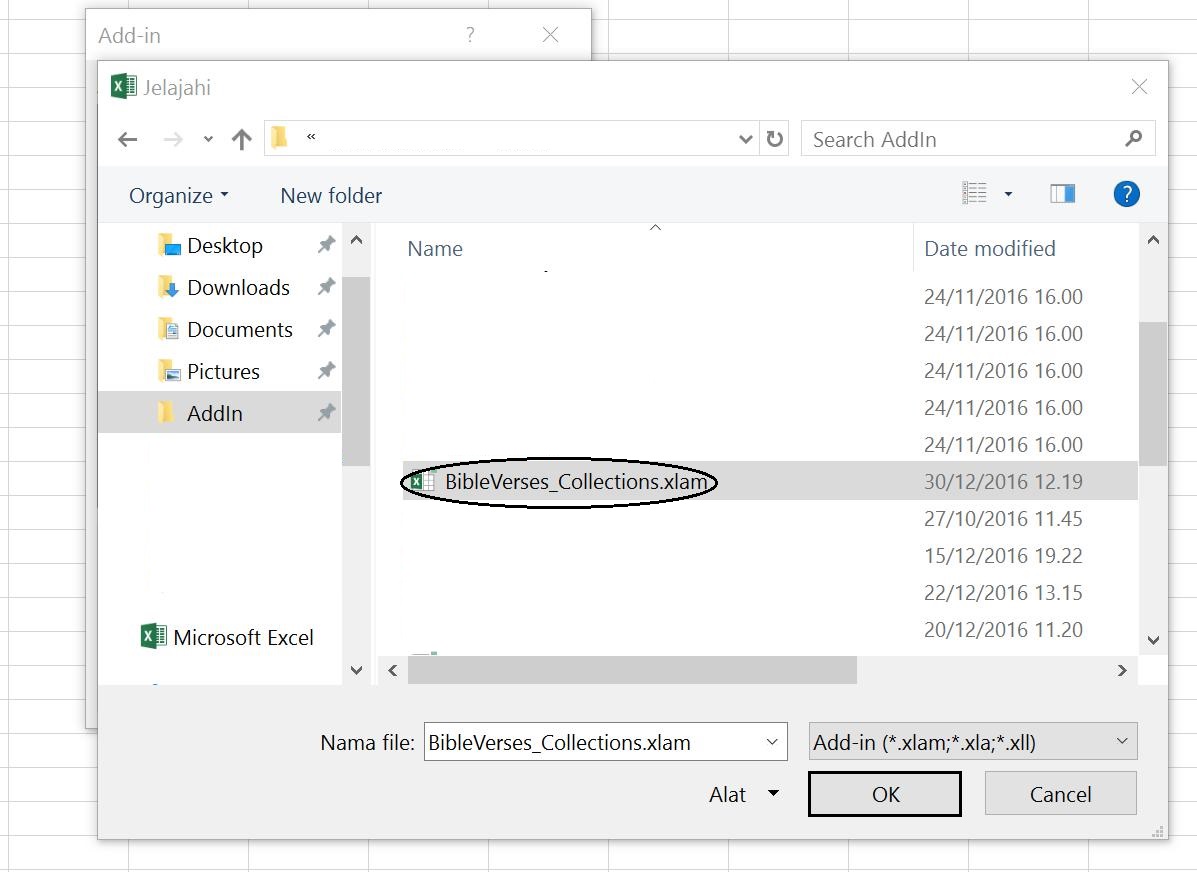 Add-in ?
Jelajahi
«
Search AddIn
Organize New folder ?
Desktop
Downloads
Documents
Pictures
AddIn
Microsoft Excel
Name Date modified
24/11/2016 16.00
24/11/2016 16.00
24/11/2016 16.00
24/11/2016 16.00
24/11/2016 16.00
BibleVerses_Collections.xlam 30/12/2016 12.19
27/10/2016 11.45
15/12/2016 19.22
22/12/2016 13.15
20/12/2016 11.20
Nama file: BibleVerses_Collections.xlam Add-in (*.xlam;*.xla;*.xll)
Alat OK Cancel